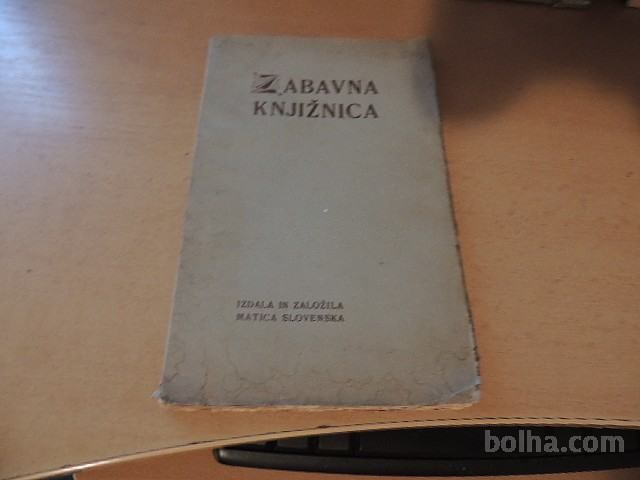 ZABAVNA
KNJIŽNICA
IZDALA IN ZALOŽILA
MATICA SLOVENSKA
bolha.com